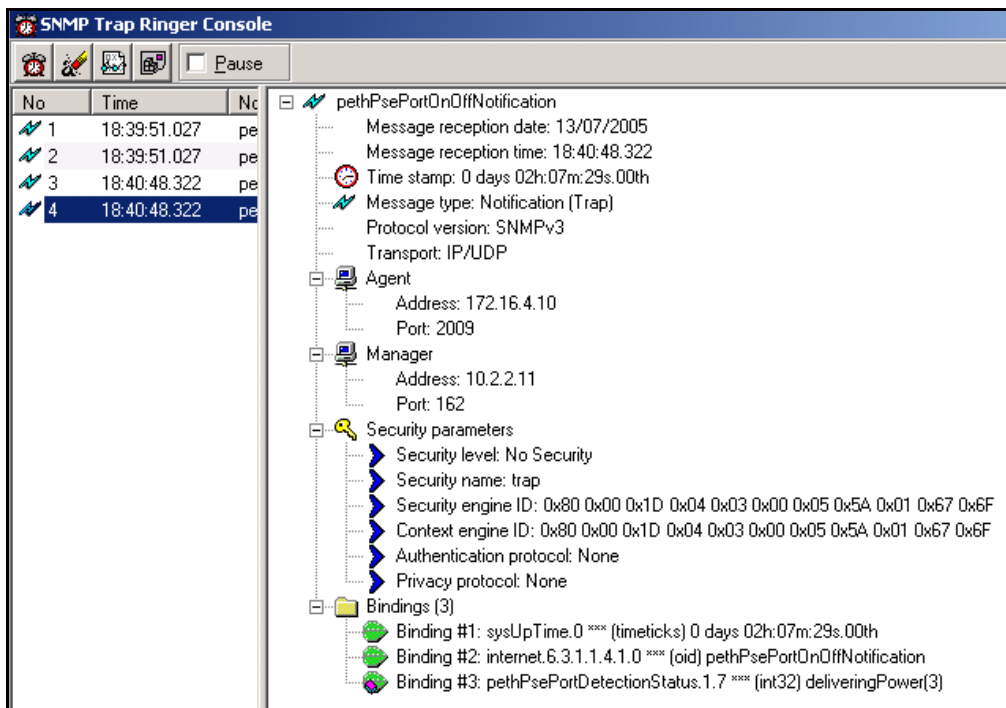 SNMP Trap Ringer Console
Pause
No Time Nc
1 18:39:51.027 pe
2 18:39:51.027 pe
3 18:40:48.322 pe
4 18:40:48.322 pe
pethPsePortOnOffNotification
Message reception date: 13/07/2005
Message reception time: 18:40:48.322
Time stamp: 0 days 02h:07m:29s.00th
Message type: Notification (Trap)
Protocol version: SNMPv3
Transport: IP/UDP
Agent
Address: 172.16.4.10
Port: 2009
Manager
Address: 10.2.2.11
Port: 162
Security parameters
Security level: No Security
Security name: trap
Security engine ID: 0x80 0x00 0x1D 0x04 0x03 0x00 0x05 0x5A 0x01 0x67 0x6F
Context engine ID: 0x80 0x00 0x1D 0x04 0x03 0x00 0x05 0x5A 0x01 0x67 0x6F
Authentication protocol: None
Privacy protocol: None
Bindings (3)
Binding #1: sysUpTime.0 *** (timeticks) 0 days 02h:07m:29s.00th
Binding #2: internet.6.3.1.1.4.1.0 *** (oid) pethPsePortOnOffNotification
Binding #3: pethPsePortDetectionStatus.1.7 *** (int32) deliveringPower(3)